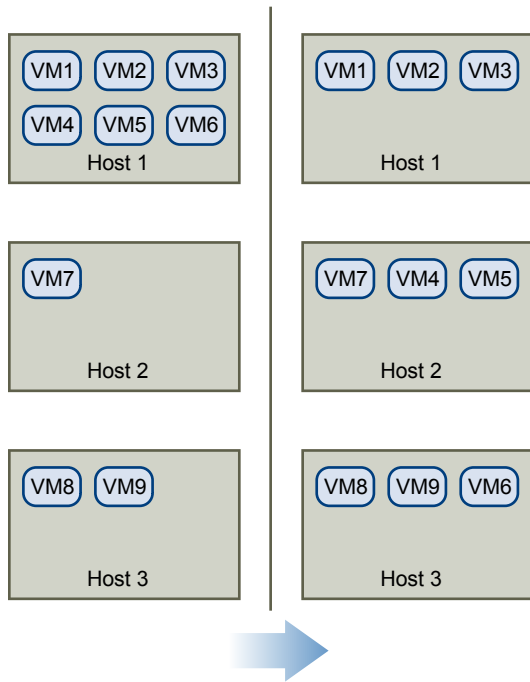 VM1 VM2 VM3
VM4 VM5 VM6
Host 1
VM7
Host 2
VM8 VM9
Host 3
VM1 VM2 VM3
Host 1
VM7 VM4 VM5
Host 2
VM8 VM9 VM6
Host 3